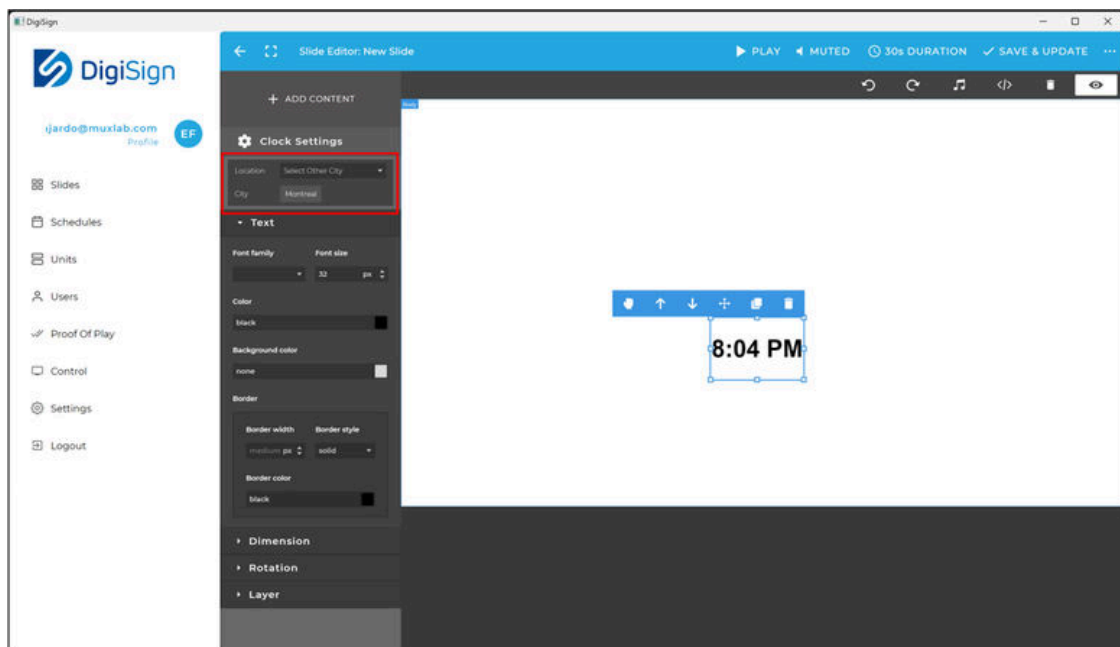 DigiSign
DigiSign
jardo@muxlab.com
Profile
EF
Slides
Schedules
Units
Users
Proof Of Play
Control
Settings
Logout
Slide Editor: New Slide
PLAY
MUTED
30s DURATION
SAVE & UPDATE
+ ADD CONTENT
Clock Settings
Location Select Other City
City Montreal
Text
Font family Font size
32 px
Color
black
Background color
none
Border
Border width Border style
medium px solid
Border color
black
Dimension
Rotation
Layer
Body
8:04 PM